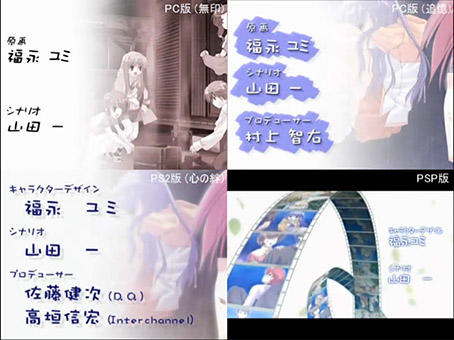 PC版 (無印)
原画
福永 ユミ
シナリオ
山田 一
PC版 (追憶)
原画
福永 ユミ
シナリオ
山田 一
プロデューサー
村上 智右
PS2版 (心の絆)
キャラクターデザイン
福永 ユミ
シナリオ
山田 一
プロデューサー
佐藤健次 (D.O.)
高垣信宏 (Interchannel)
PSP版
キャラクターデザイン
福永ユミ
シナリオ
山田 一